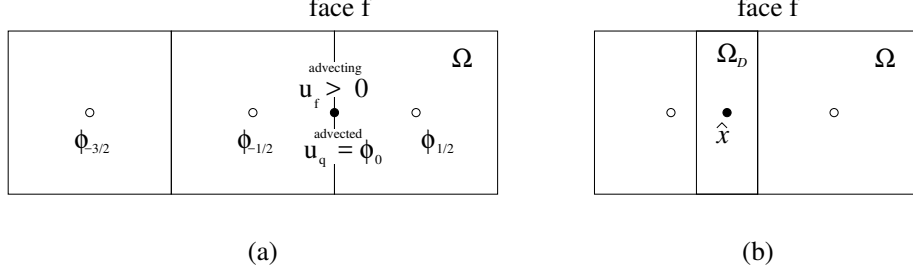 face f
face f
Ω
Ω_D
Ω
advecting
u_f > 0
advected
u_q = ϕ_0
ϕ_{-3/2}
ϕ_{-1/2}
ϕ_{1/2}
x̂
(a)
(b)